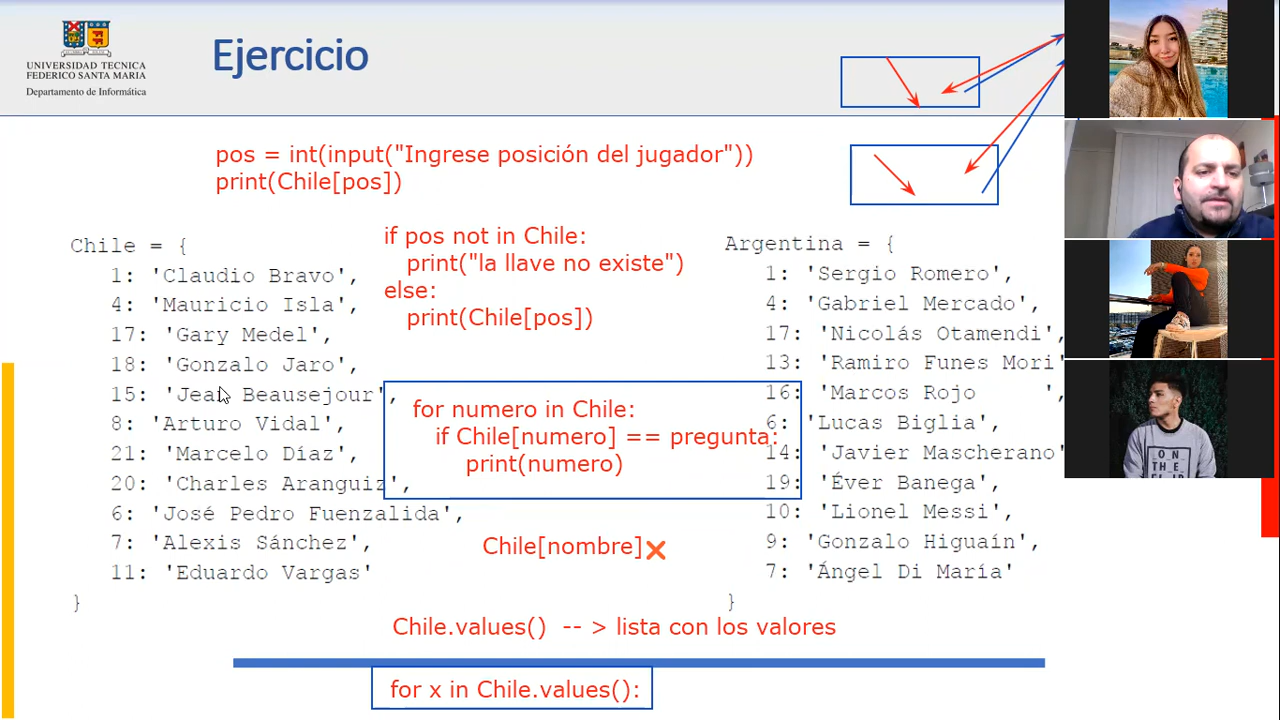 UNIVERSIDAD TECNICA
FEDERICO SANTA MARIA
Departamento de Informática
Ejercicio
pos = int(input("Ingrese posición del jugador"))
print(Chile[pos])
if pos not in Chile:
print("la llave no existe")
else:
print(Chile[pos])
Chile = {
1: 'Claudio Bravo',
4: 'Mauricio Isla',
17: 'Gary Medel',
18: 'Gonzalo Jaro',
15: 'Jean Beausejour',
8: 'Arturo Vidal',
21: 'Marcelo Díaz',
20: 'Charles Aranguiz',
6: 'José Pedro Fuenzalida',
7: 'Alexis Sánchez',
11: 'Eduardo Vargas'
}
for numero in Chile:
if Chile[numero] == pregunta:
print(numero)
Chile[nombre]
Argentina = {
1: 'Sergio Romero',
4: 'Gabriel Mercado',
17: 'Nicolás Otamendi',
13: 'Ramiro Funes Mori'
16: 'Marcos Rojo ',
6: 'Lucas Biglia',
14: 'Javier Mascherano'
19: 'Éver Banega',
10: 'Lionel Messi',
9: 'Gonzalo Higuaín',
7: 'Ángel Di María'
}
Chile.values() -- > lista con los valores
for x in Chile.values():
ON
THE